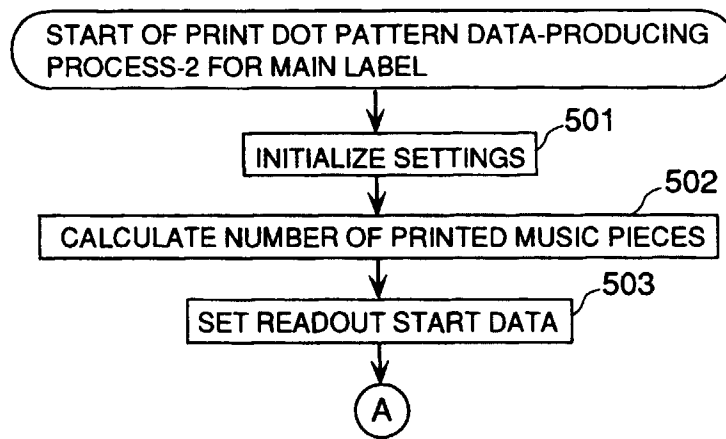 START OF PRINT DOT PATTERN DATA-PRODUCING
PROCESS-2 FOR MAIN LABEL
501
INITIALIZE SETTINGS
502
CALCULATE NUMBER OF PRINTED MUSIC PIECES
503
SET READOUT START DATA
A